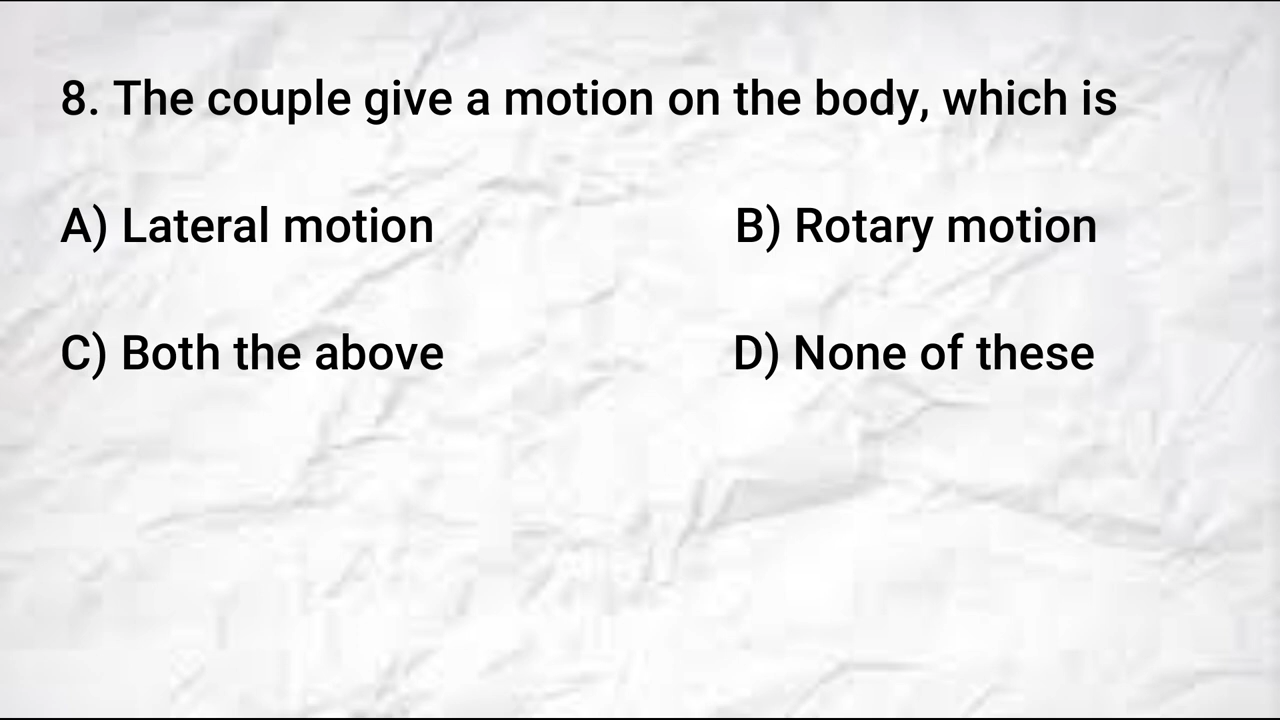 8. The couple give a motion on the body, which is
A) Lateral motion B) Rotary motion
C) Both the above D) None of these